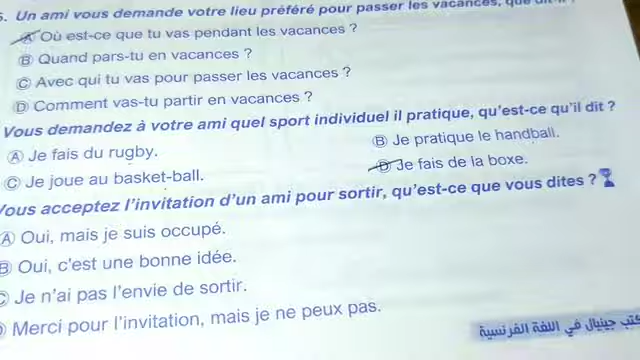 5. Un ami vous demande votre lieu préféré pour passer les vacances, que dit-il ?
A Où est-ce que tu vas pendant les vacances ?
B Quand pars-tu en vacances ?
C Avec qui tu vas pour passer les vacances ?
D Comment vas-tu partir en vacances ?
Vous demandez à votre ami quel sport individuel il pratique, qu'est-ce qu'il dit ?
A Je fais du rugby.
B Je pratique le handball.
C Je joue au basket-ball.
D Je fais de la boxe.
Vous acceptez l'invitation d'un ami pour sortir, qu'est-ce que vous dites ?
A Oui, mais je suis occupé.
B Oui, c'est une bonne idée.
C Je n'ai pas l'envie de sortir.
D Merci pour l'invitation, mais je ne peux pas.
كتب جينيال في اللغة الفرنسية